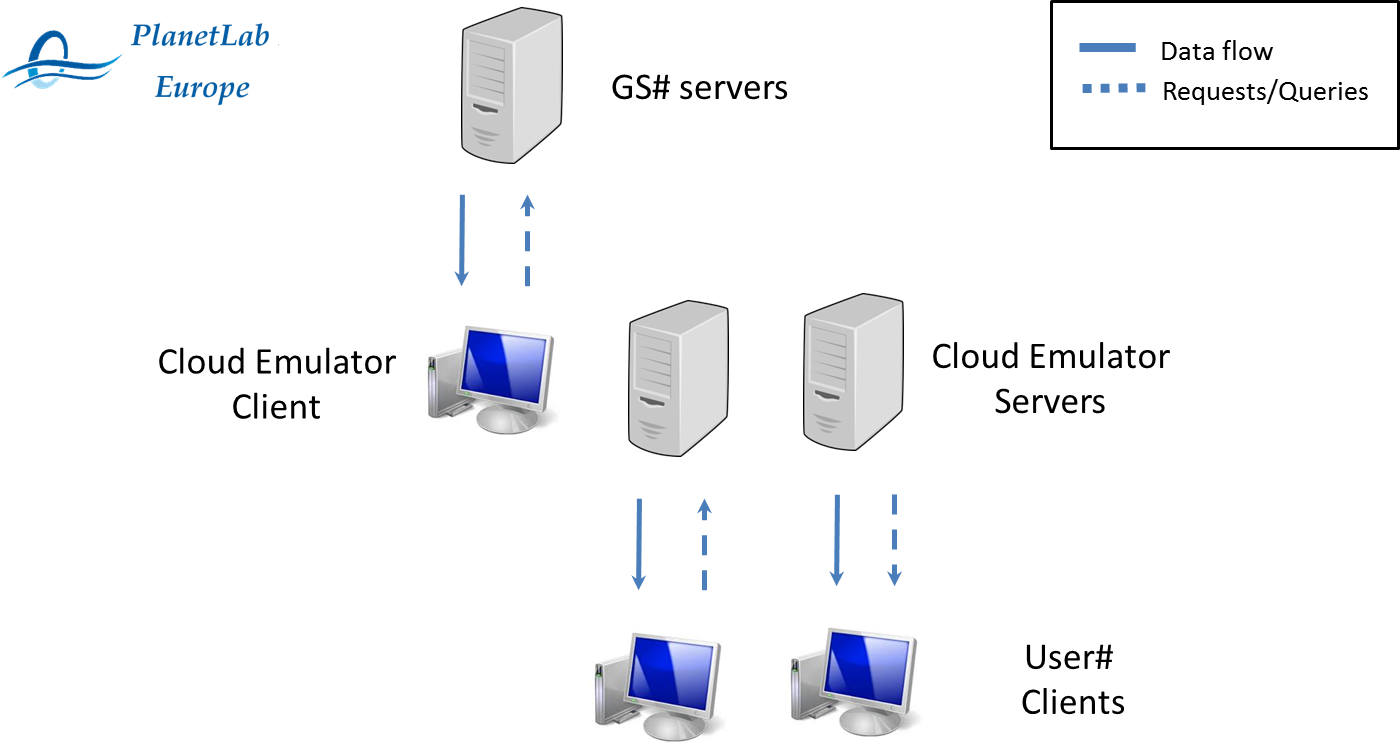 PlanetLab
Europe
GS# servers
Data flow
Requests/Queries
Cloud Emulator
Client
Cloud Emulator
Servers
User#
Clients